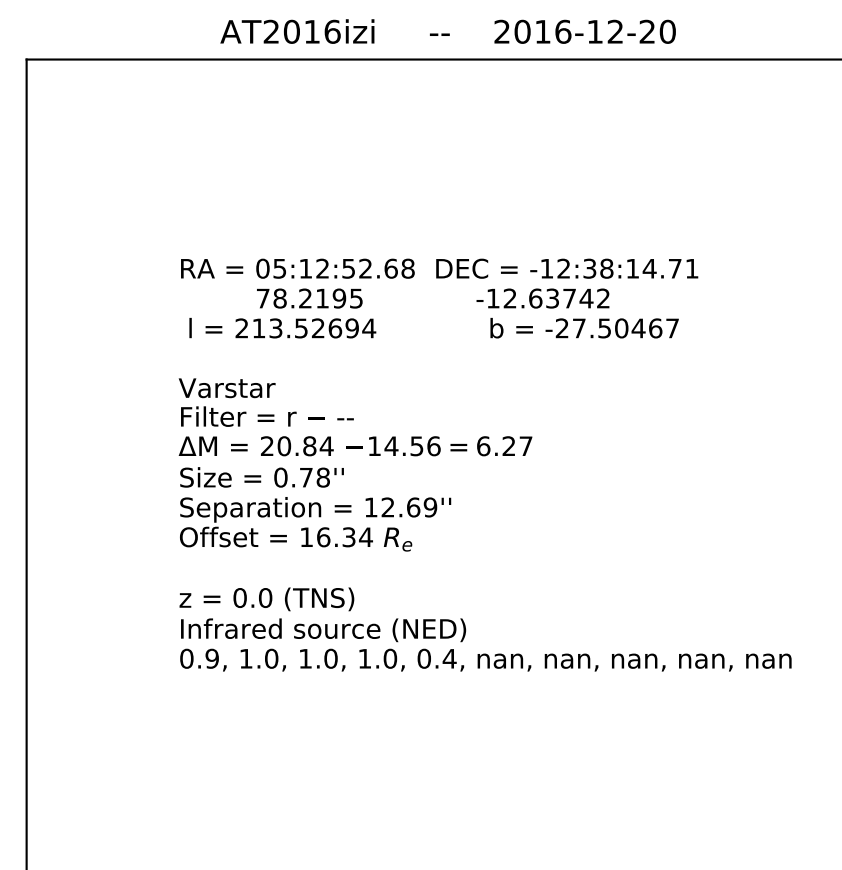 AT2016izi -- 2016-12-20
RA = 05:12:52.68 DEC = -12:38:14.71
78.2195 -12.63742
l = 213.52694 b = -27.50467
Varstar
Filter = r − --
ΔM = 20.84 −14.56 = 6.27
Size = 0.78''
Separation = 12.69''
Offset = 16.34 Rₑ
z = 0.0 (TNS)
Infrared source (NED)
0.9, 1.0, 1.0, 1.0, 0.4, nan, nan, nan, nan, nan